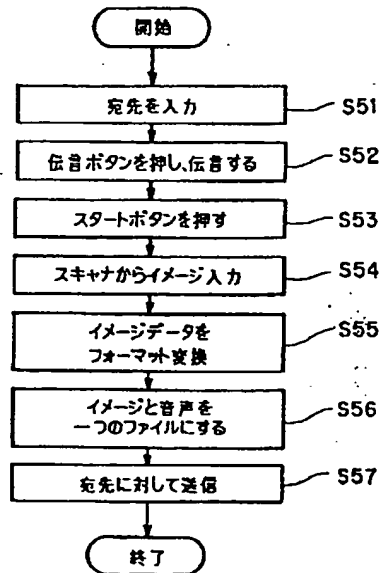 開始
宛先を入力
S51
伝言ボタンを押し、伝言する
S52
スタートボタンを押す
S53
スキャナからイメージ入力
S54
イメージデータを
フォーマット変換
S55
イメージと音声を
一つのファイルにする
S56
宛先に対して送信
S57
終了